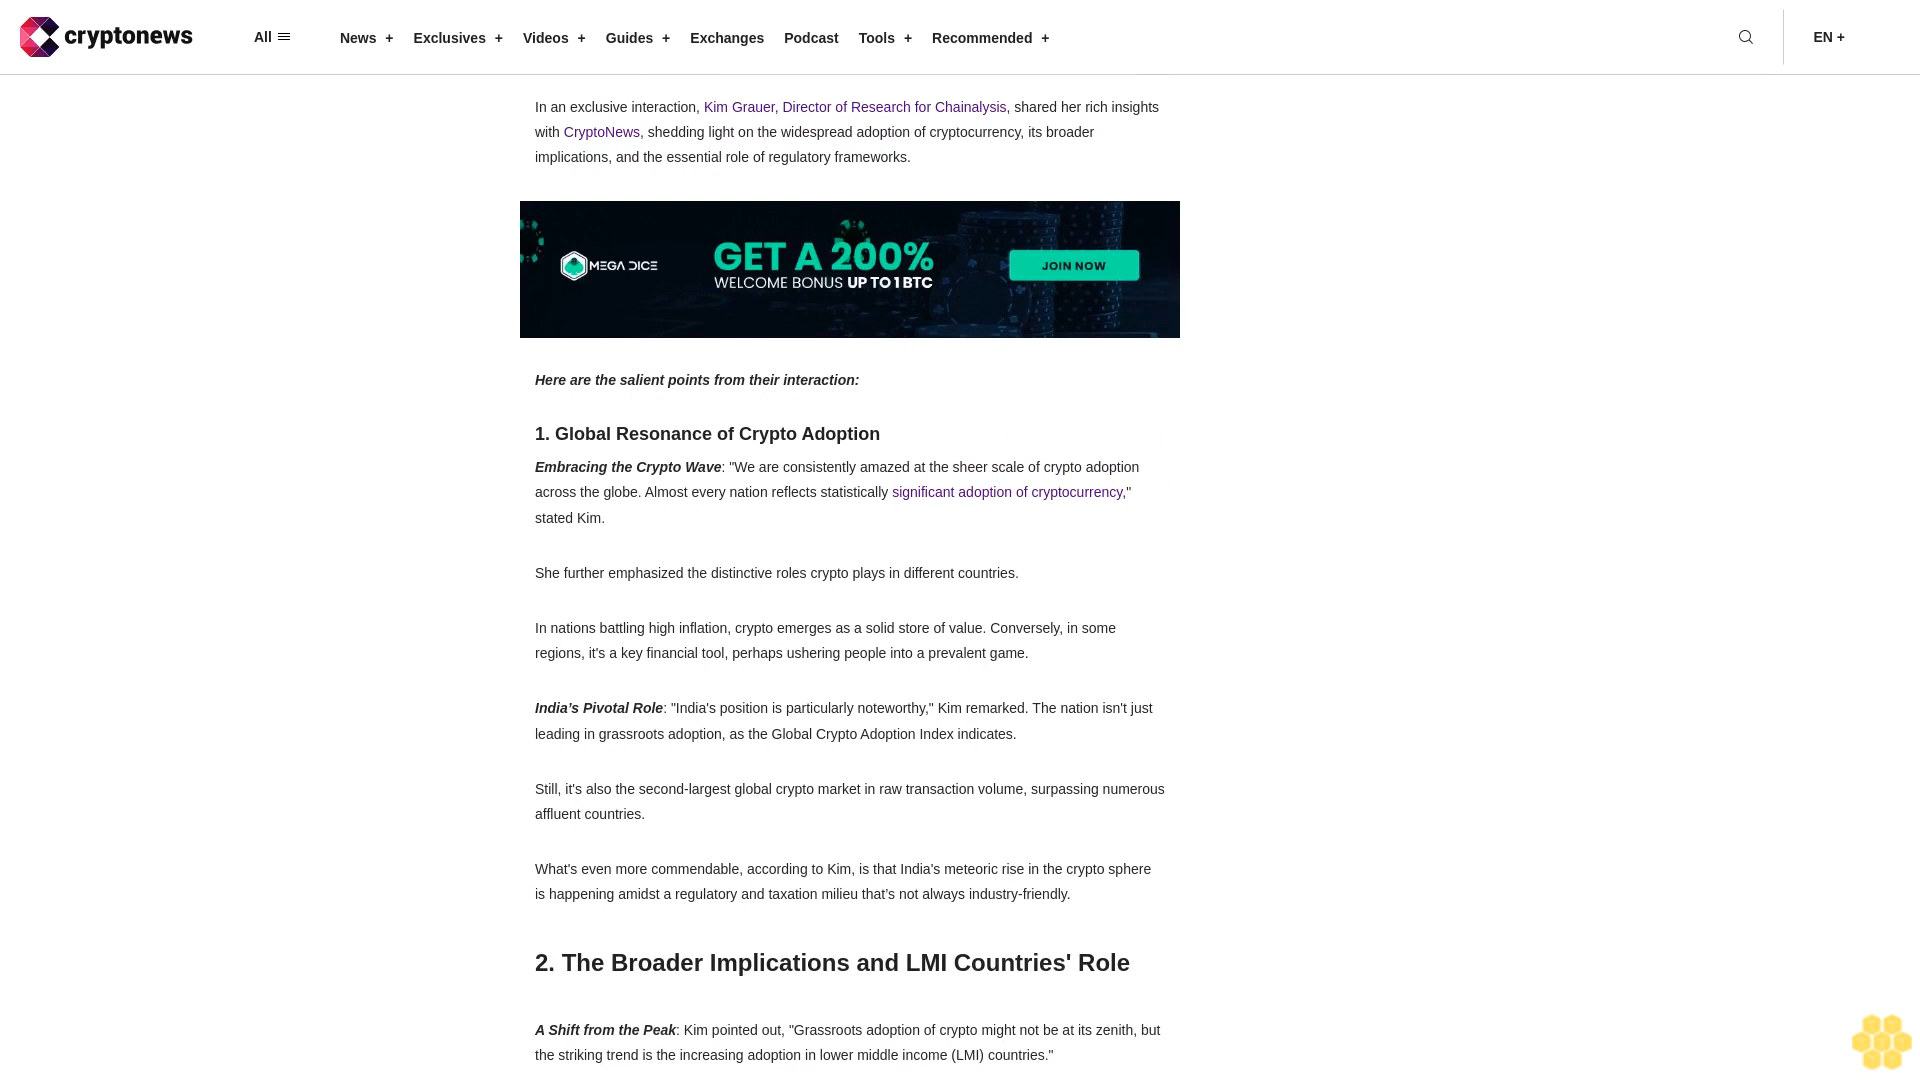 cryptonews
All
News +
Exclusives +
Videos +
Guides +
Exchanges
Podcast
Tools +
Recommended +
EN +
In an exclusive interaction, Kim Grauer, Director of Research for Chainalysis, shared her rich insights
with CryptoNews, shedding light on the widespread adoption of cryptocurrency, its broader
implications, and the essential role of regulatory frameworks.
MEGA DICE
GET A 200%
WELCOME BONUS UP TO 1 BTC
JOIN NOW
Here are the salient points from their interaction:
1. Global Resonance of Crypto Adoption
Embracing the Crypto Wave: "We are consistently amazed at the sheer scale of crypto adoption
across the globe. Almost every nation reflects statistically significant adoption of cryptocurrency,"
stated Kim.
She further emphasized the distinctive roles crypto plays in different countries.
In nations battling high inflation, crypto emerges as a solid store of value. Conversely, in some
regions, it's a key financial tool, perhaps ushering people into a prevalent game.
India’s Pivotal Role: "India's position is particularly noteworthy," Kim remarked. The nation isn't just
leading in grassroots adoption, as the Global Crypto Adoption Index indicates.
Still, it's also the second-largest global crypto market in raw transaction volume, surpassing numerous
affluent countries.
What's even more commendable, according to Kim, is that India's meteoric rise in the crypto sphere
is happening amidst a regulatory and taxation milieu that’s not always industry-friendly.
2. The Broader Implications and LMI Countries' Role
A Shift from the Peak: Kim pointed out, "Grassroots adoption of crypto might not be at its zenith, but
the striking trend is the increasing adoption in lower middle income (LMI) countries."